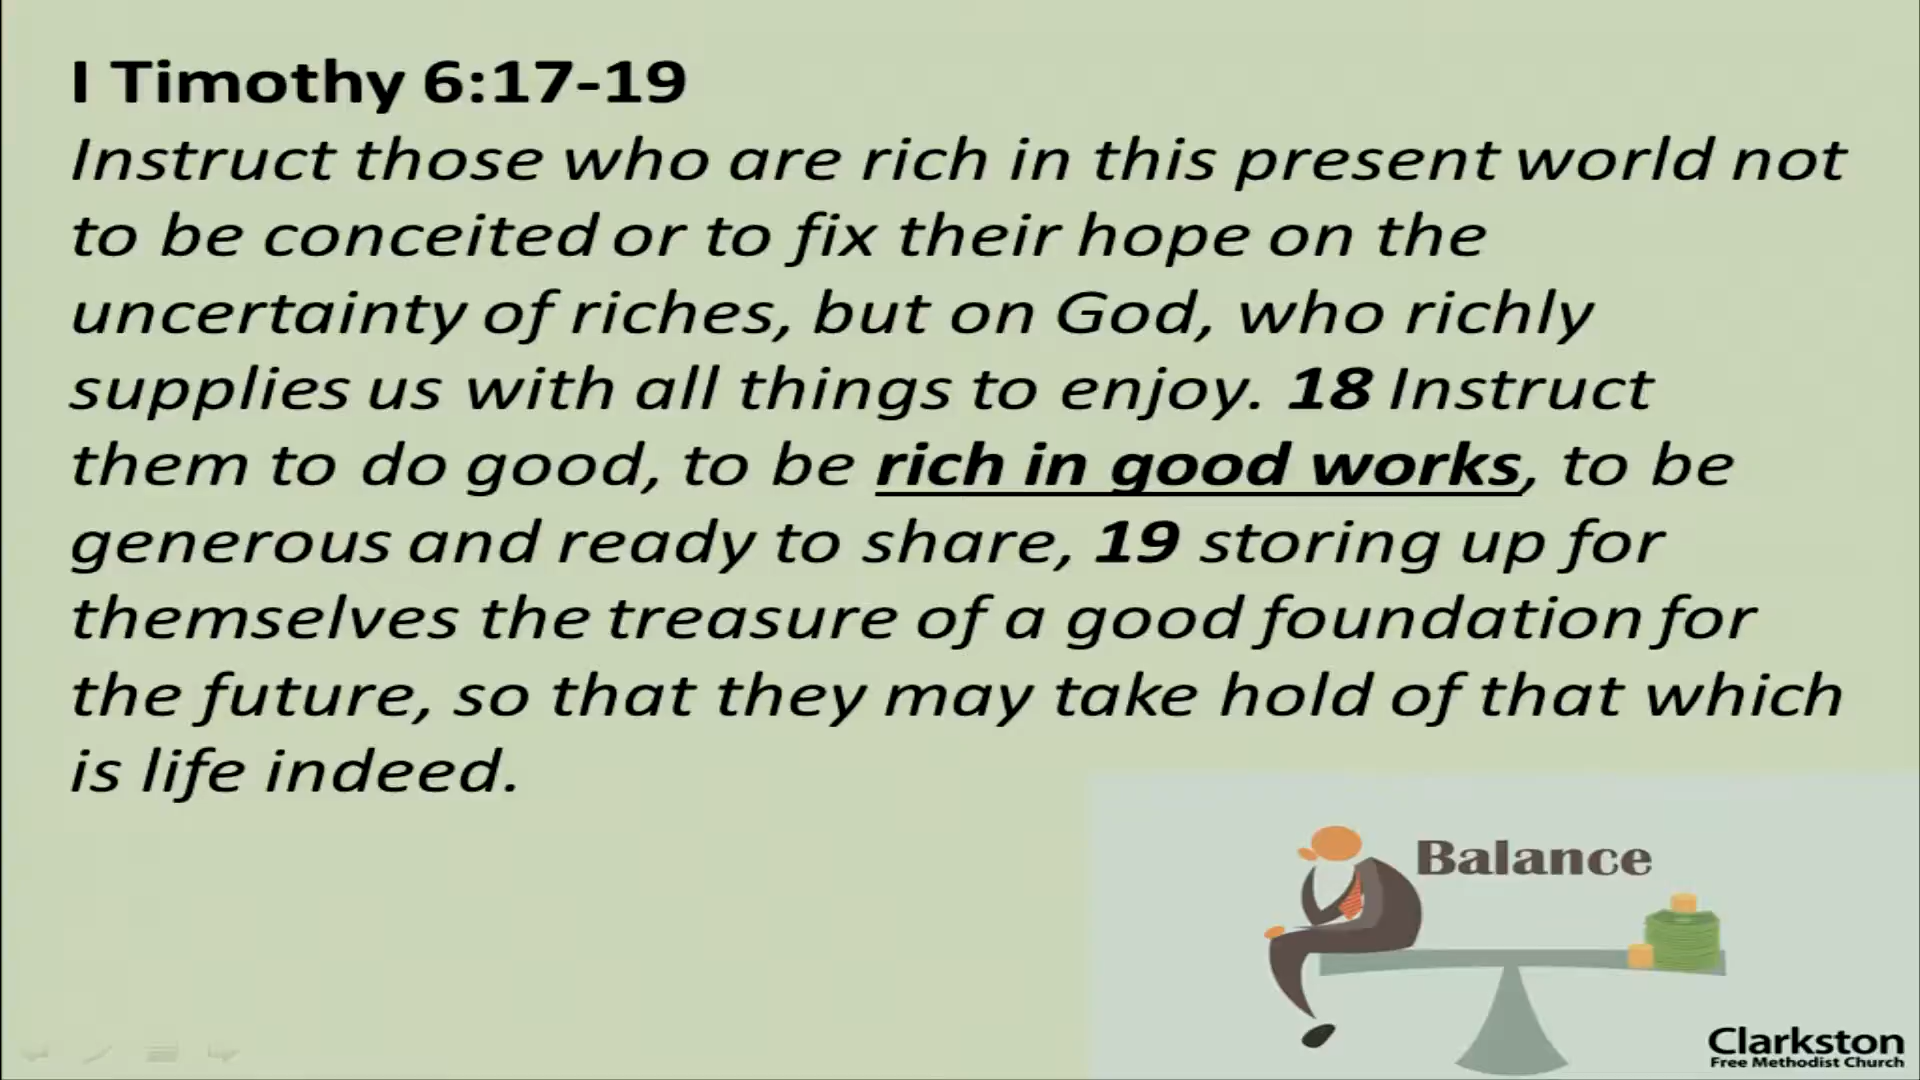 I Timothy 6:17-19
Instruct those who are rich in this present world not
to be conceited or to fix their hope on the
uncertainty of riches, but on God, who richly
supplies us with all things to enjoy. 18 Instruct
them to do good, to be rich in good works, to be
generous and ready to share, 19 storing up for
themselves the treasure of a good foundation for
the future, so that they may take hold of that which
is life indeed.
Balance
Clarkston
Free Methodist Church